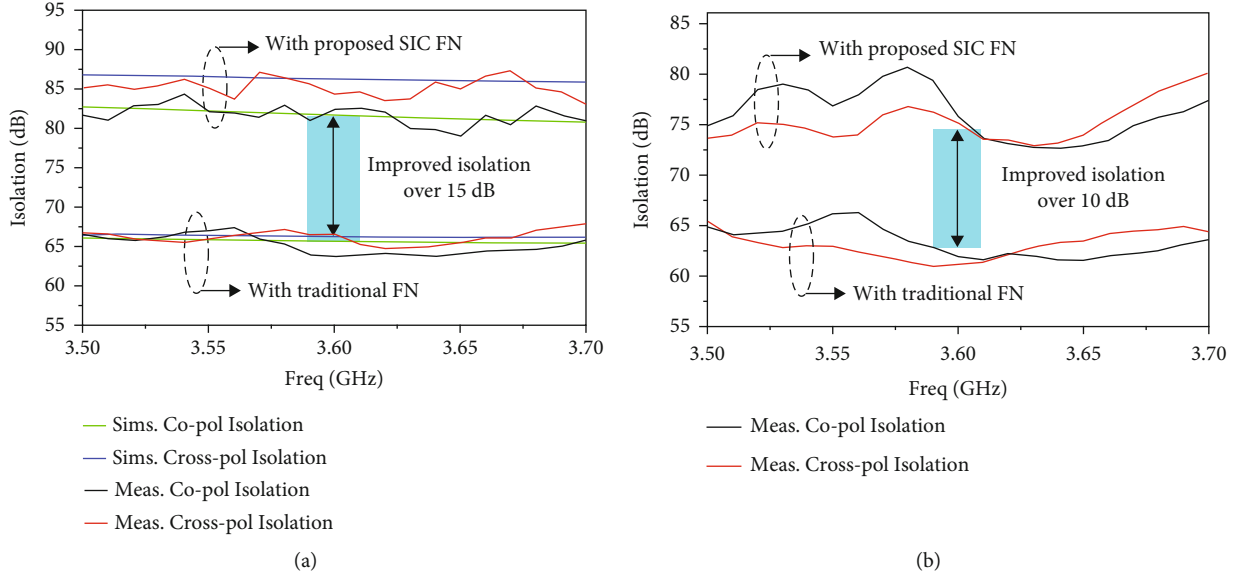 95
90
85
80
75
70
65
60
55
Isolation (dB)
With proposed SIC FN
Improved isolation
over 15 dB
With traditional FN
3.50
3.55
3.60
3.65
3.70
Freq (GHz)
Sims. Co-pol Isolation
Sims. Cross-pol Isolation
Meas. Co-pol Isolation
Meas. Cross-pol Isolation
(a)
85
80
75
70
65
60
55
Isolation (dB)
With proposed SIC FN
Improved isolation
over 10 dB
With traditional FN
3.50
3.55
3.60
3.65
3.70
Freq (GHz)
Meas. Co-pol Isolation
Meas. Cross-pol Isolation
(b)